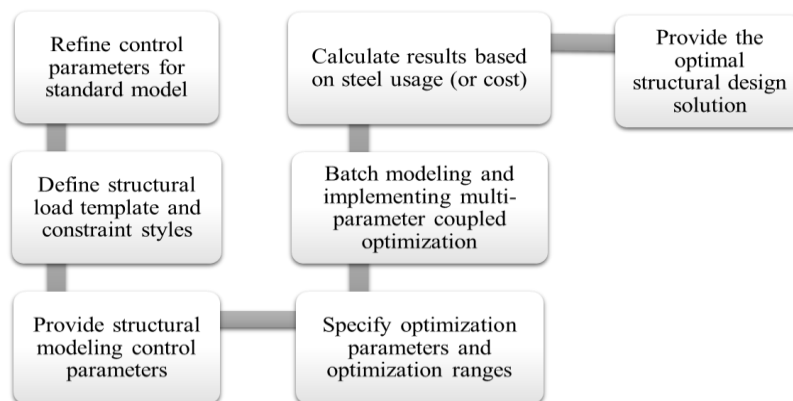 Refine control
parameters for
standard model
Define structural
load template and
constraint styles
Provide structural
modeling control
parameters
Specify optimization
parameters and
optimization ranges
Batch modeling and
implementing multi-
parameter coupled
optimization
Calculate results based
on steel usage (or cost)
Provide the
optimal
structural design
solution